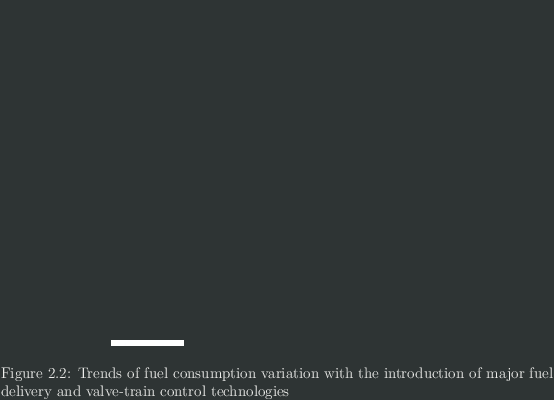 Figure 2.2: Trends of fuel consumption variation with the introduction of major fuel
delivery and valve-train control technologies